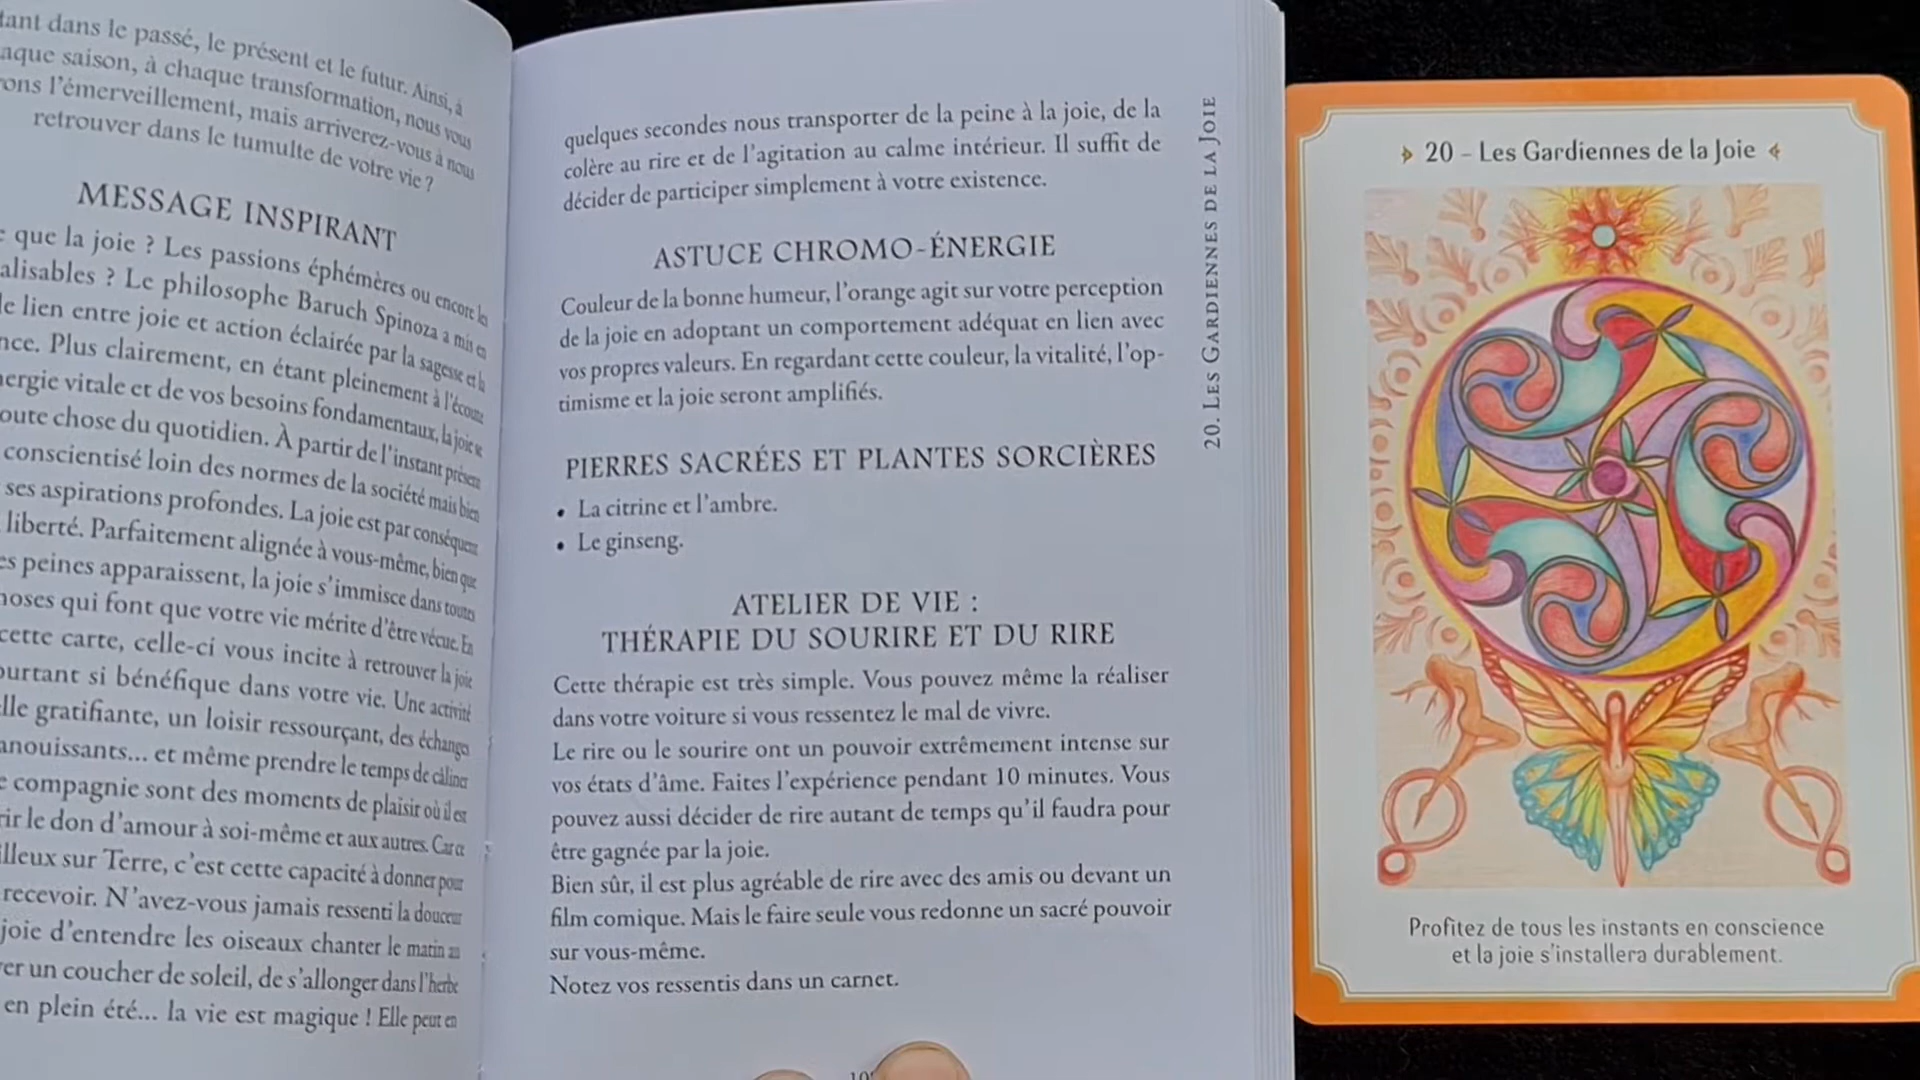 tant dans le passé, le présent et le futur. Ainsi, à
aque saison, à chaque transformation, nous vous
ons l'émerveillement, mais arriverez-vous à nous
retrouver dans le tumulte de votre vie ?
MESSAGE INSPIRANT
que la joie ? Les passions éphémères ou encore les
alisables ? Le philosophe Baruch Spinoza a mis en
le lien entre joie et action éclairée par la sagesse et la
nce. Plus clairement, en étant pleinement à l'écoute
nergie vitale et de vos besoins fondamentaux, la joie se
oute chose du quotidien. À partir de l'instant présent
conscientisé loin des normes de la société mais bien
ses aspirations profondes. La joie est par conséquent
liberté. Parfaitement alignée à vous-même, bien que
es peines apparaissent, la joie s'immisce dans toutes
hoses qui font que votre vie mérite d'être vécue. En
cette carte, celle-ci vous incite à retrouver la joie
ourtant si bénéfique dans votre vie. Une activité
lle gratifiante, un loisir ressourçant, des échanges
anouissants... et même prendre le temps de câliner
e compagnie sont des moments de plaisir où il est
rir le don d'amour à soi-même et aux autres. Car ce
illeux sur Terre, c'est cette capacité à donner pour
recevoir. N'avez-vous jamais ressenti la douceur
joie d'entendre les oiseaux chanter le matin au
er un coucher de soleil, de s'allonger dans l'herbe
en plein été... la vie est magique ! Elle peut en
quelques secondes nous transporter de la peine à la joie, de la
colère au rire et de l'agitation au calme intérieur. Il suffit de
décider de participer simplement à votre existence.
ASTUCE CHROMO-ÉNERGIE
Couleur de la bonne humeur, l'orange agit sur votre perception
de la joie en adoptant un comportement adéquat en lien avec
vos propres valeurs. En regardant cette couleur, la vitalité, l'op-
timisme et la joie seront amplifiés.
PIERRES SACRÉES ET PLANTES SORCIÈRES
• La citrine et l'ambre.
• Le ginseng.
ATELIER DE VIE :
THÉRAPIE DU SOURIRE ET DU RIRE
Cette thérapie est très simple. Vous pouvez même la réaliser
dans votre voiture si vous ressentez le mal de vivre.
Le rire ou le sourire ont un pouvoir extrêmement intense sur
vos états d'âme. Faites l'expérience pendant 10 minutes. Vous
pouvez aussi décider de rire autant de temps qu'il faudra pour
être gagnée par la joie.
Bien sûr, il est plus agréable de rire avec des amis ou devant un
film comique. Mais le faire seule vous redonne un sacré pouvoir
sur vous-même.
Notez vos ressentis dans un carnet.
20. LES GARDIENNES DE LA JOIE
20 – Les Gardiennes de la Joie
Profitez de tous les instants en conscience
et la joie s'installera durablement.